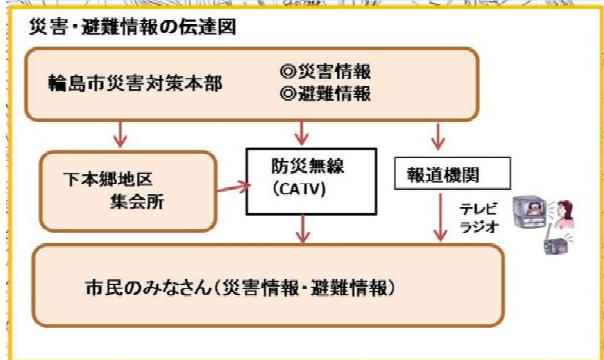 災害・避難情報の伝達図
輪島市災害対策本部
◎災害情報
◎避難情報
下本郷地区
集会所
防災無線
(CATV)
報道機関
テレビ
ラジオ
市民のみなさん(災害情報・避難情報)